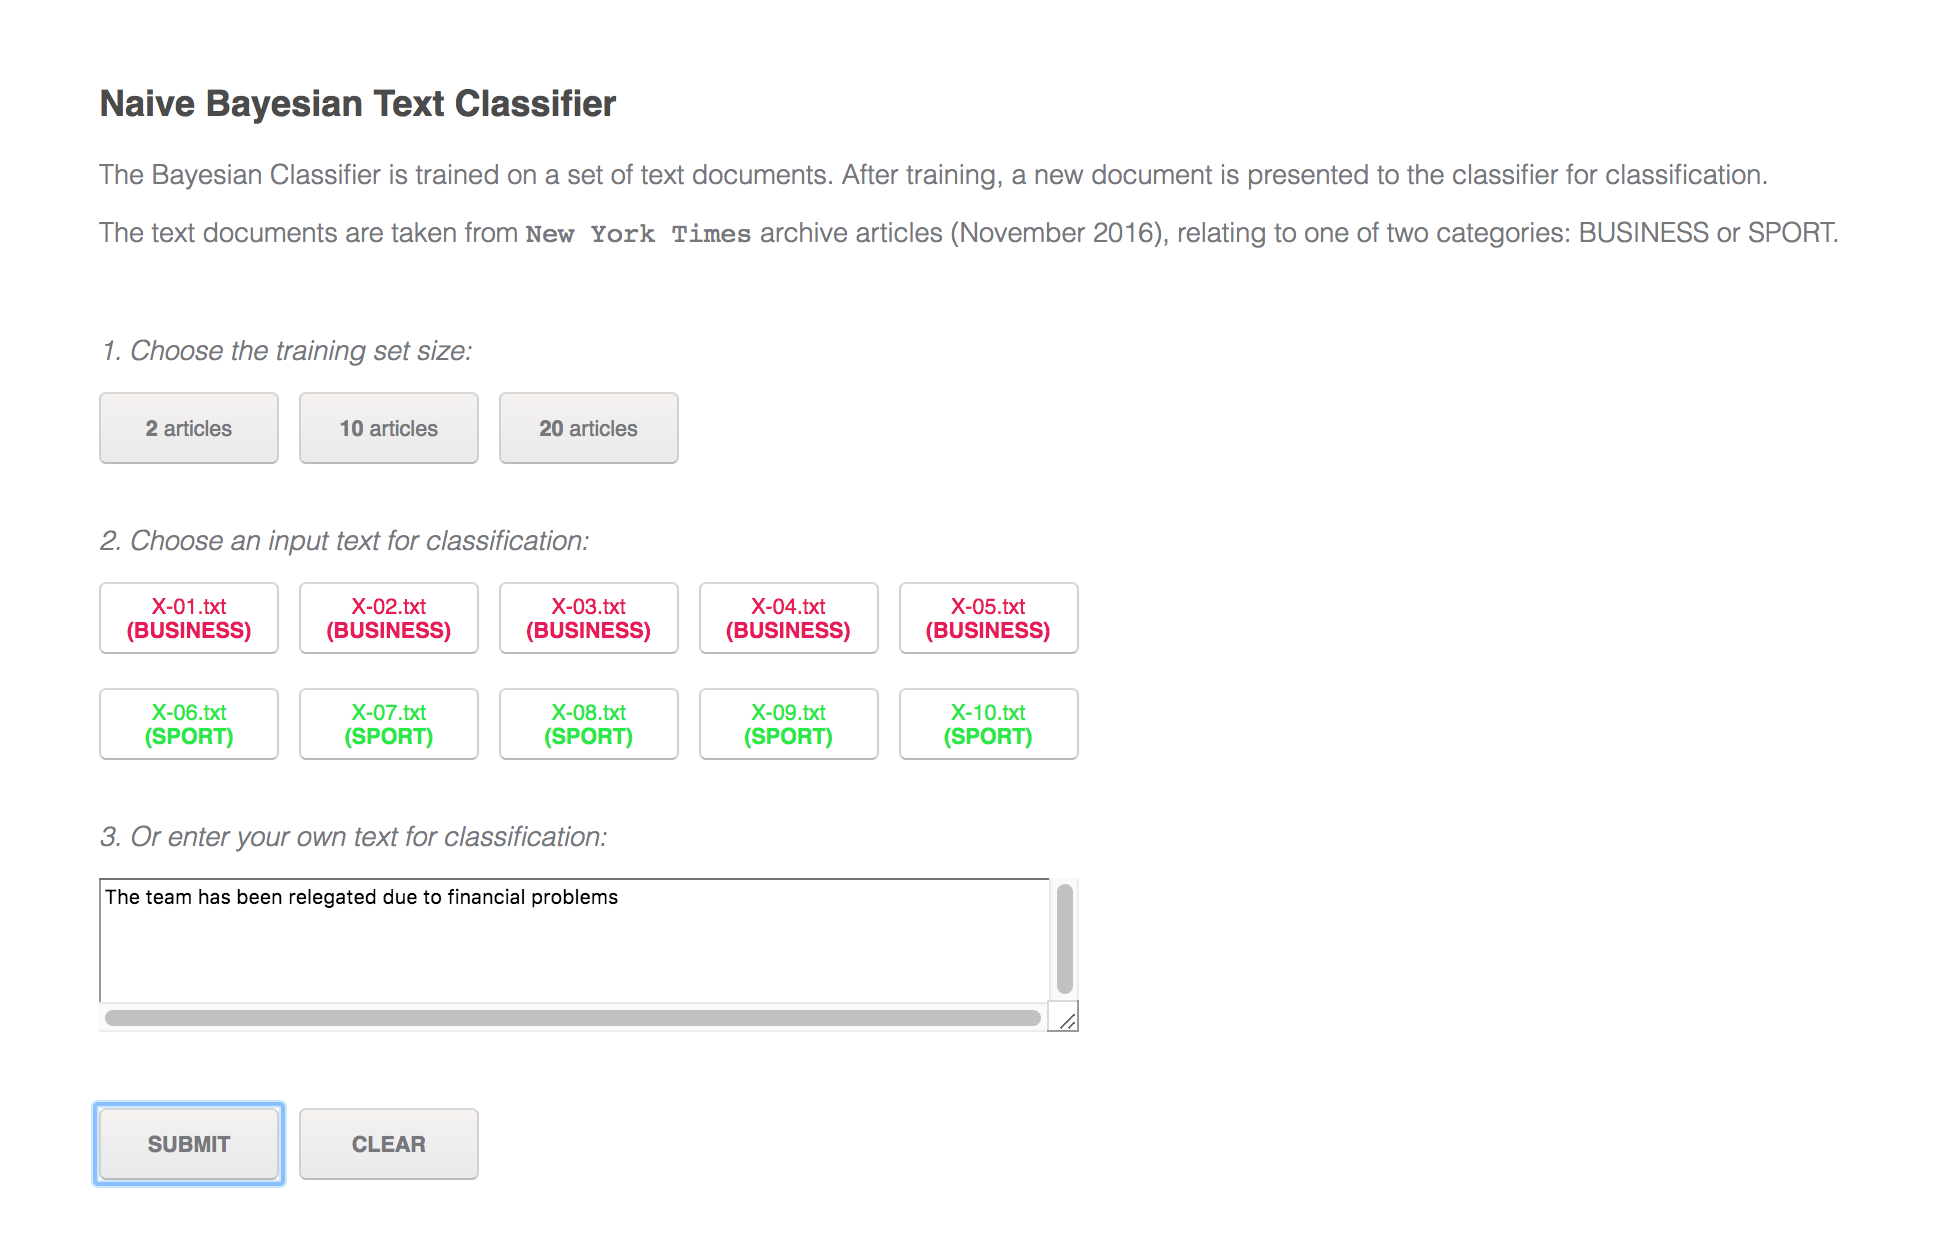 Naive Bayesian Text Classifier
The Bayesian Classifier is trained on a set of text documents. After training, a new document is presented to the classifier for classification.
The text documents are taken from New York Times archive articles (November 2016), relating to one of two categories: BUSINESS or SPORT.
1. Choose the training set size:
2 articles 10 articles 20 articles
2. Choose an input text for classification:
X-01.txt X-02.txt X-03.txt X-04.txt X-05.txt
(BUSINESS) (BUSINESS) (BUSINESS) (BUSINESS) (BUSINESS)
X-06.txt X-07.txt X-08.txt X-09.txt X-10.txt
(SPORT) (SPORT) (SPORT) (SPORT) (SPORT)
3. Or enter your own text for classification:
The team has been relegated due to financial problems
SUBMIT CLEAR